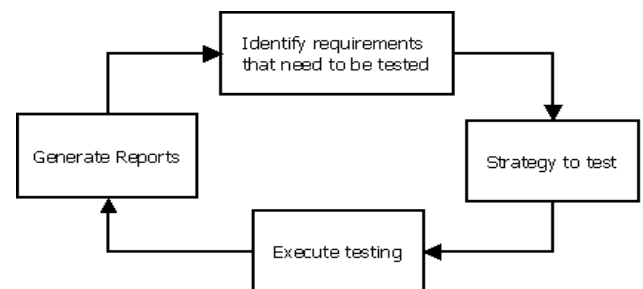 Identify requirements
that need to be tested
Generate Reports
Strategy to test
Execute testing